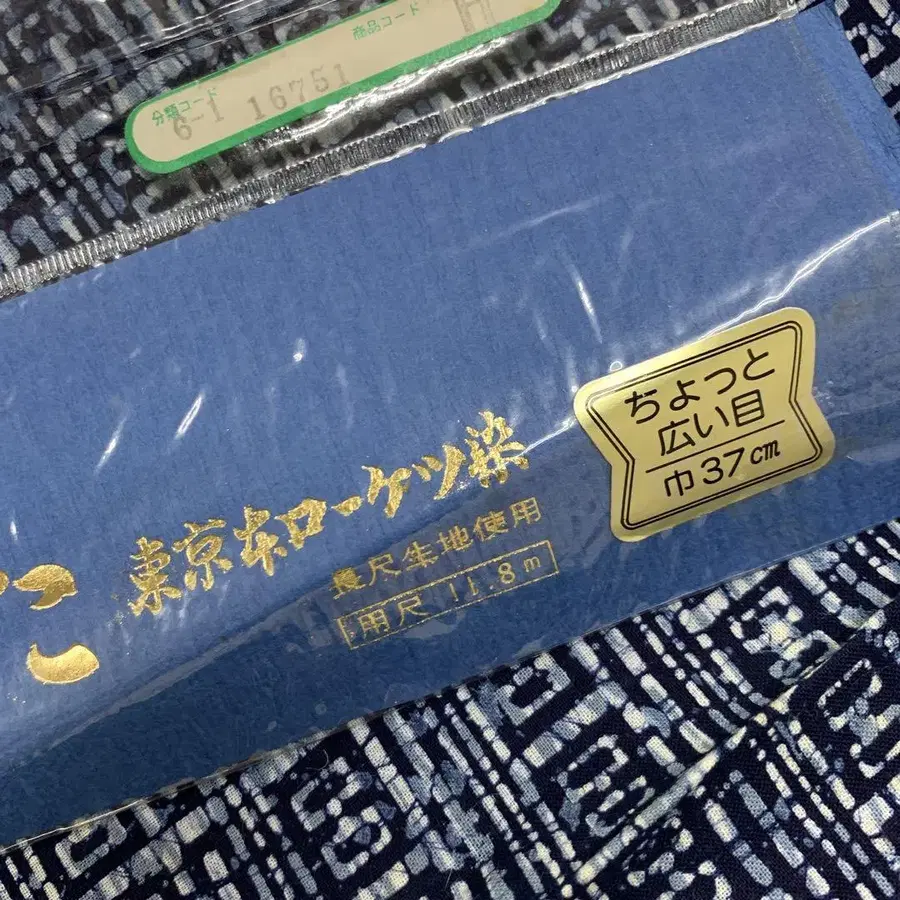 商品コード
分類コード
6-1 16751
ちょっと
広い目
巾37cm
東京本ローケツ染
長尺生地使用
用尺 11.8m